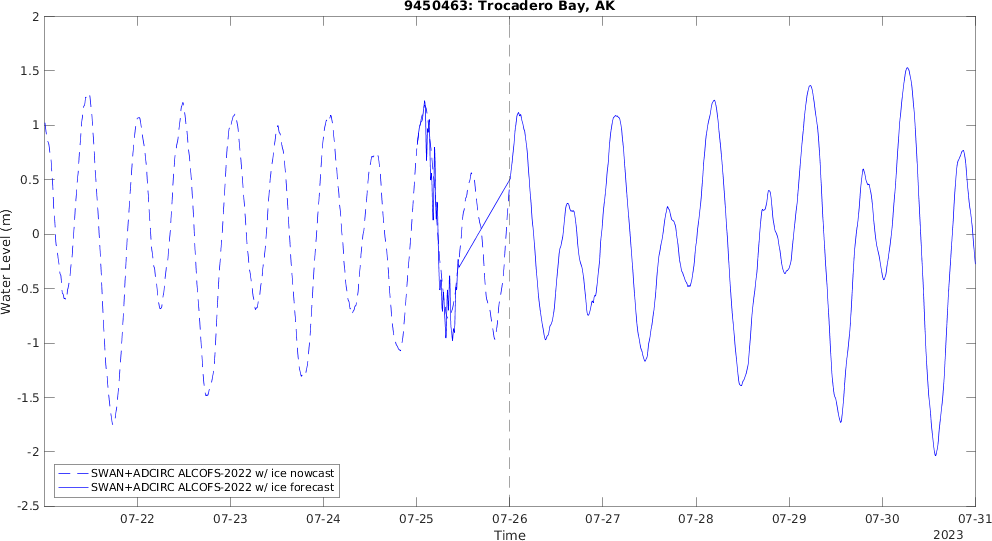 9450463: Trocadero Bay, AK
2
1.5
1
0.5
0
-0.5
-1
-1.5
-2
-2.5
Water Level (m)
SWAN+ADCIRC ALCOFS-2022 w/ ice nowcast
SWAN+ADCIRC ALCOFS-2022 w/ ice forecast
07-22 07-23 07-24 07-25 07-26 07-27 07-28 07-29 07-30 07-31
Time
2023